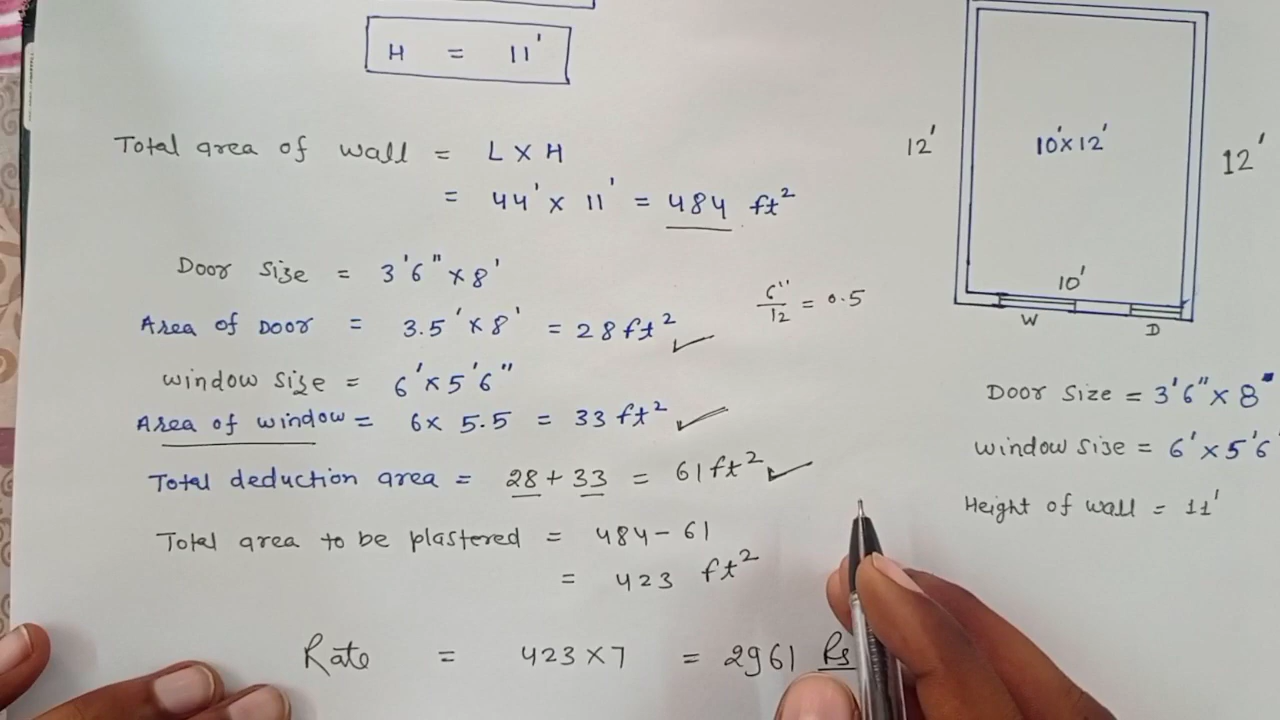 H = 11'
Total area of wall = L X H
= 44' x 11' = 484 ft²
Door Size = 3'6" x 8'
Area of Door = 3.5' x 8' = 28 ft²
6"/12 = 0.5
window size = 6' x 5'6"
Area of window = 6 x 5.5 = 33 ft²
Total deduction area = 28 + 33 = 61 ft²
Total area to be plastered = 484 - 61
= 423 ft²
Rate = 423 X 7 = 2961 Rs
12'
10' x 12'
12'
10'
W
D
Door Size = 3'6" x 8'
window size = 6' x 5'6
Height of wall = 11'